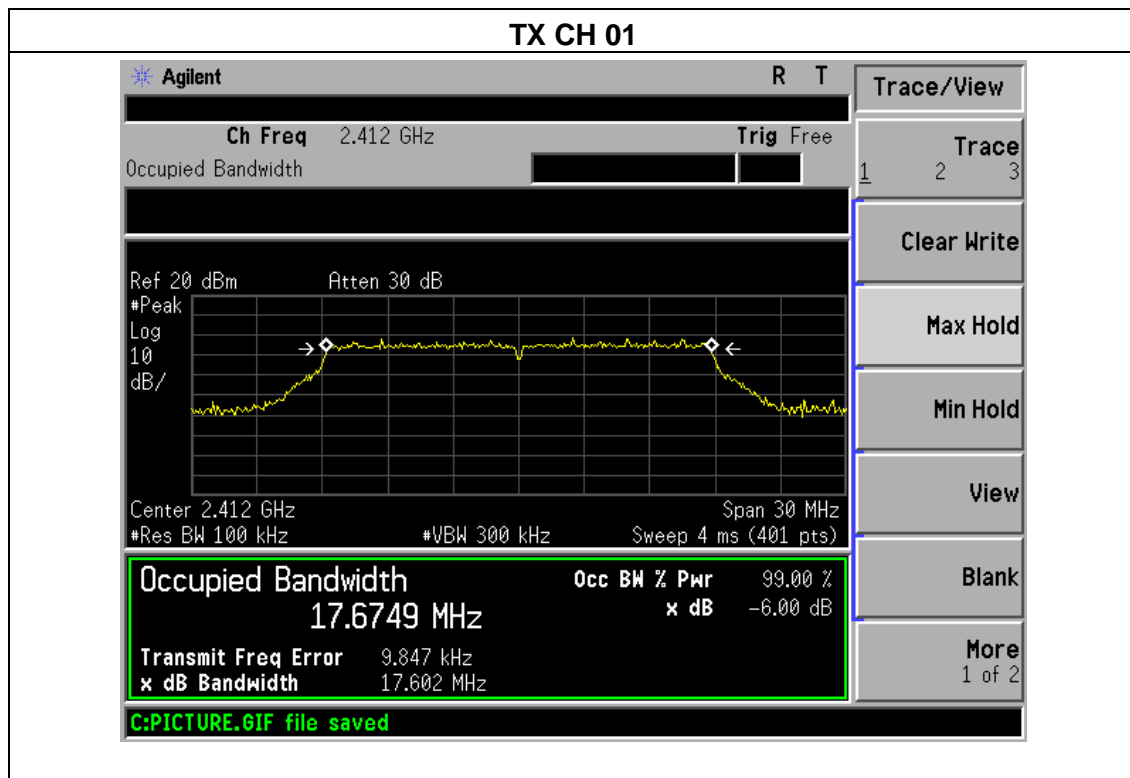 TX CH 01
Agilent R T
Trace/View
Ch Freq 2.412 GHz Trig Free
Occupied Bandwidth
Trace
1 2 3
Clear Write
Ref 20 dBm Atten 30 dB
#Peak
Log
10
dB/
Max Hold
Min Hold
View
Center 2.412 GHz Span 30 MHz
#Res BW 100 kHz #VBW 300 kHz Sweep 4 ms (401 pts)
Occupied Bandwidth Occ BW % Pwr 99.00 %
17.6749 MHz x dB -6.00 dB
Blank
Transmit Freq Error 9.847 kHz
x dB Bandwidth 17.602 MHz
More
1 of 2
C:PICTURE.GIF file saved